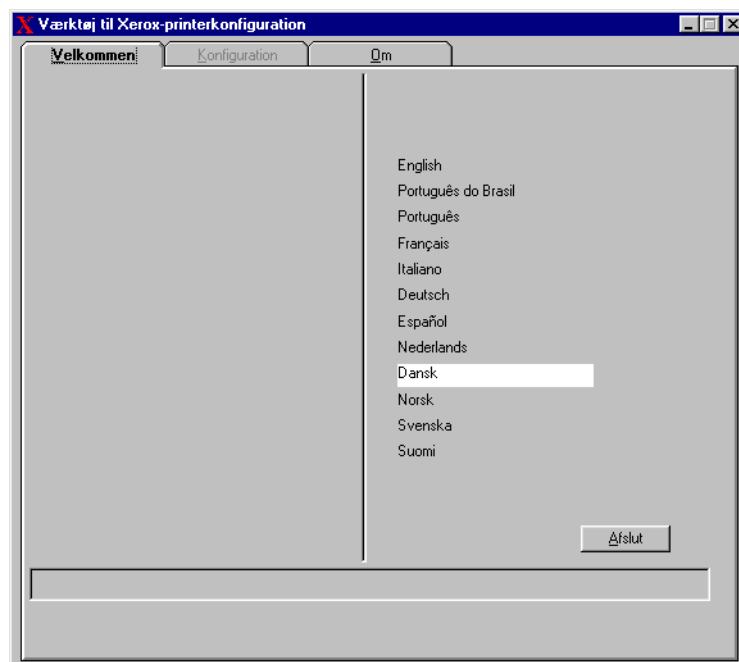 Værktøj til Xerox-printerkonfiguration
Velkommen Konfiguration Om
English
Português do Brasil
Português
Français
Italiano
Deutsch
Español
Nederlands
Dansk
Norsk
Svenska
Suomi
Afslut